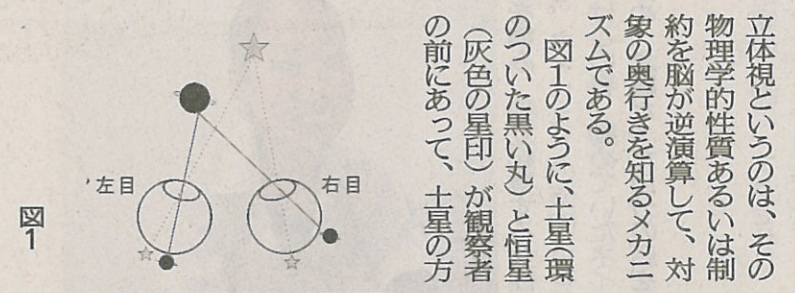 立体視というのは、その
物理学的性質あるいは制
約を脳が逆演算して、対
象の奥行きを知るメカニ
ズムである。
図1のように、土星(環
のついた黒い丸)と恒星
(灰色の星印)が観察者
の前にあって、土星の方
右目
左目
図1